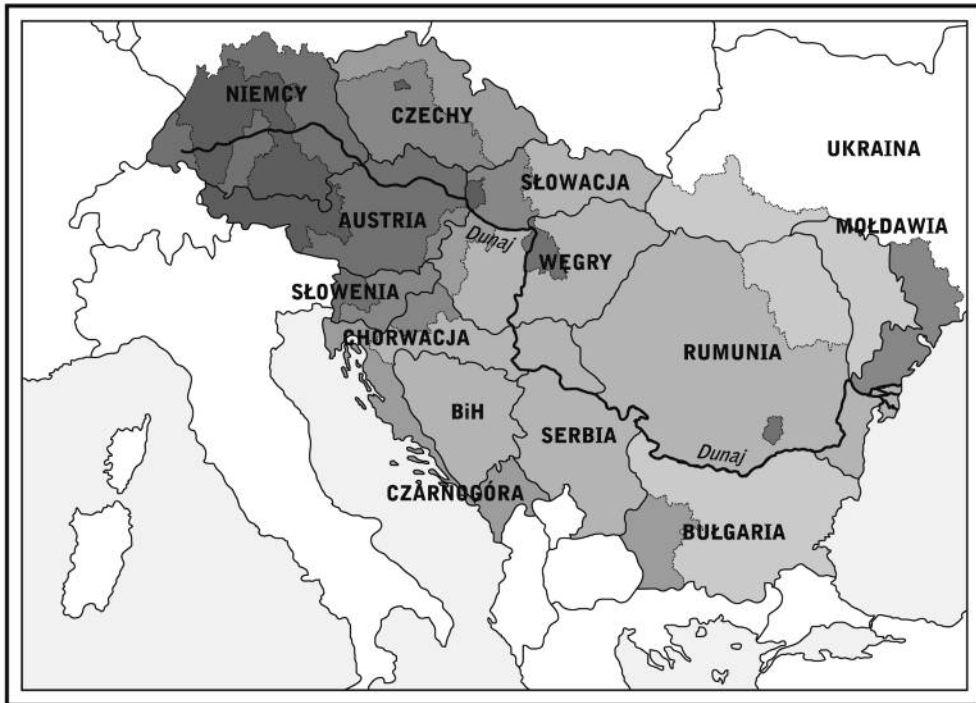 NIEMCY
CZECHY
UKRAINA
SŁOWACJA
AUSTRIA
MOŁDAWIA
Dunaj
WĘGRY
SŁOWENIA
CHORWACJA
RUMUNIA
BiH
SERBIA
Dunaj
CZARNOGÓRA
BUŁGARIA